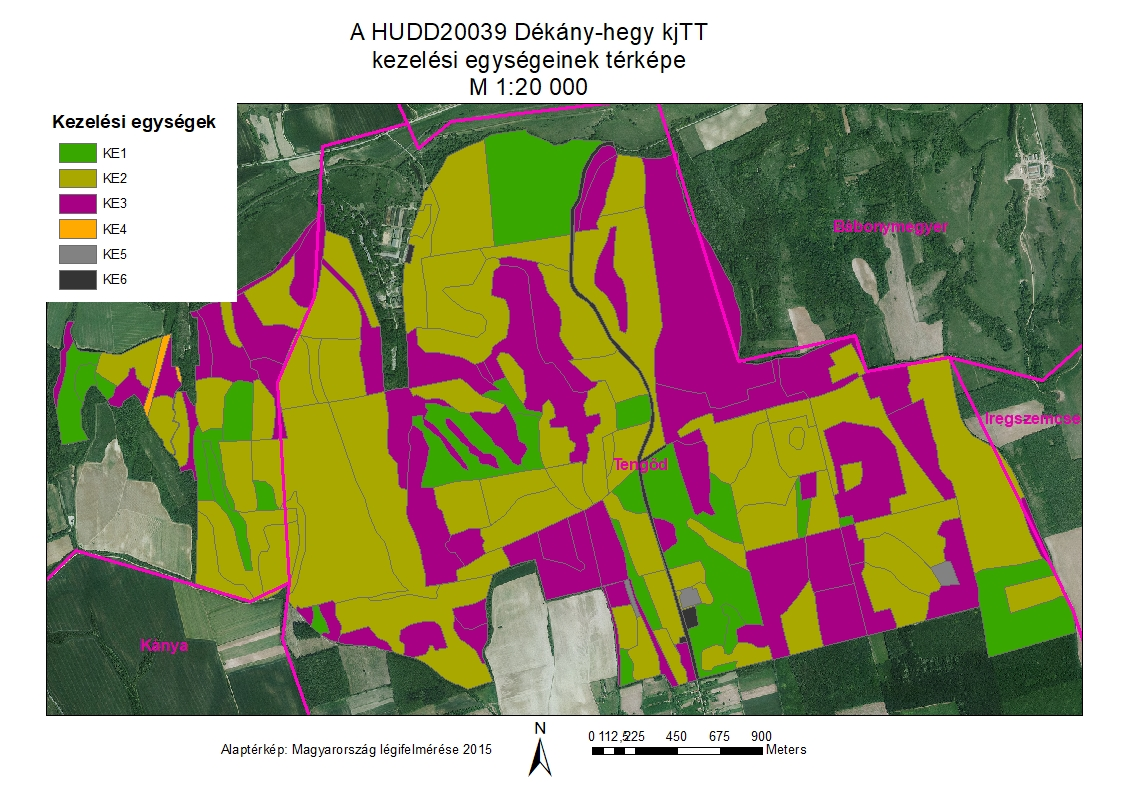 A HUDD20039 Dékány-hegy kjTT
kezelési egységeinek térképe
M 1:20 000
Kezelési egységek
KE1
KE2
KE3
KE4
KE5
KE6
Bábonymegyer
Iregszemcse
Tengőd
Kánya
N
Alaptérkép: Magyarország légifelmérése 2015
0 112,5225 450 675 900
Meters